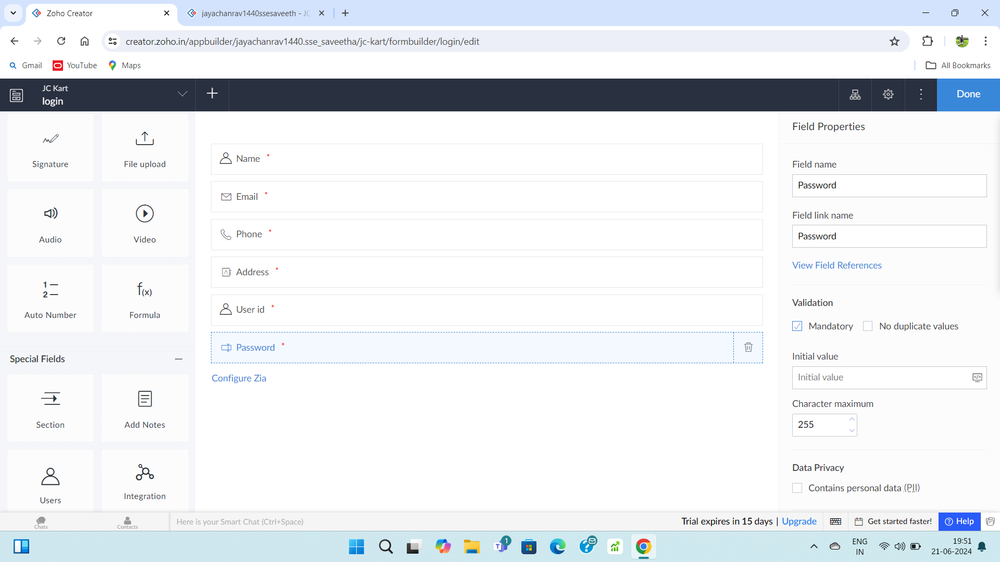 Zoho Creator
jayachanrav1440ssesaveeth - JC
creator.zoho.in/appbuilder/jayachanrav1440.sse_saveetha/jc-kart/formbuilder/login/edit
Gmail YouTube Maps All Bookmarks
JC Kart
login
Done
Signature File upload
Audio Video
1
2
f(x)
Auto Number Formula
Special Fields
Section Add Notes
Users Integration
Name *
Email *
Phone *
Address *
User id *
Password *
Configure Zia
Field Properties
Field name
Password
Field link name
Password
View Field References
Validation
Mandatory No duplicate values
Initial value
Initial value
Character maximum
255
Data Privacy
Contains personal data (PII)
Chats Contacts Here is your Smart Chat (Ctrl+Space) Trial expires in 15 days | Upgrade Get started faster! Help
1
ENG
IN
19:51
21-06-2024